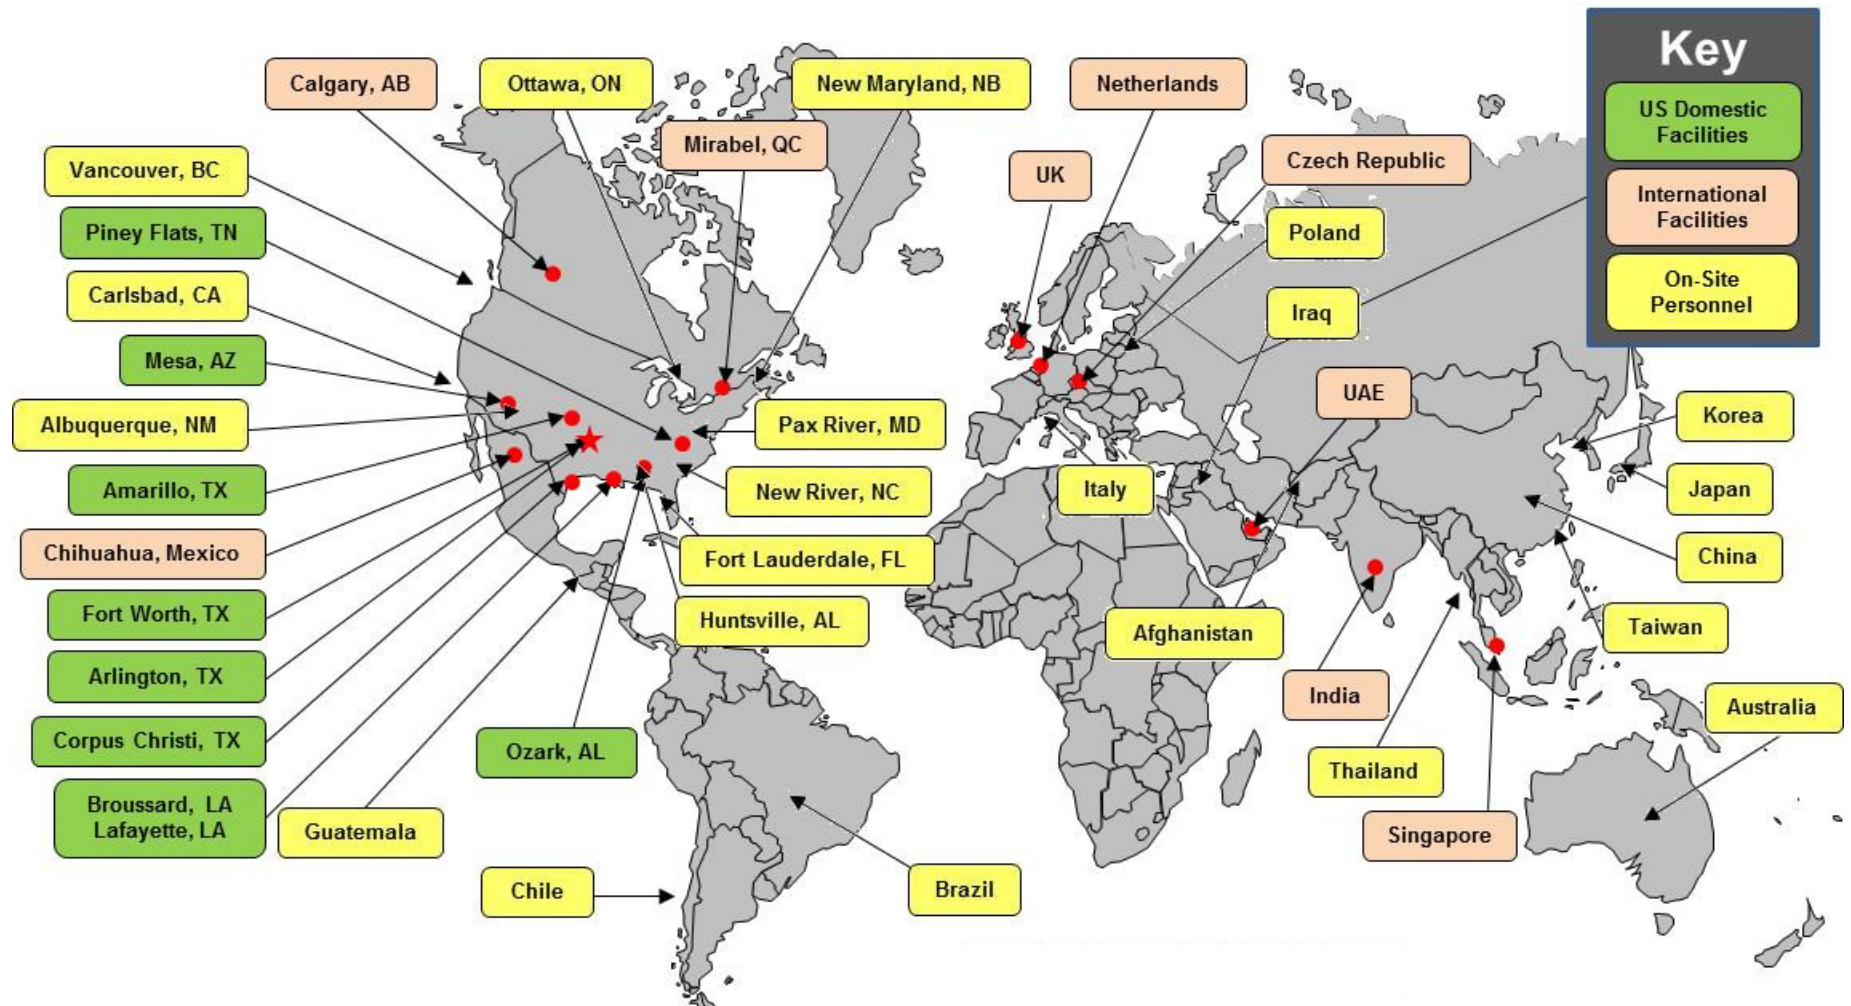 Key
US Domestic
Facilities
International
Facilities
On-Site
Personnel
Calgary, AB
Ottawa, ON
New Maryland, NB
Netherlands
Mirabel, QC
Czech Republic
UK
Vancouver, BC
Piney Flats, TN
Poland
Carlsbad, CA
Iraq
Mesa, AZ
UAE
Albuquerque, NM
Pax River, MD
Korea
Amarillo, TX
New River, NC
Italy
Japan
Chihuahua, Mexico
Fort Lauderdale, FL
China
Fort Worth, TX
Huntsville, AL
Afghanistan
Taiwan
Arlington, TX
India
Australia
Corpus Christi, TX
Ozark, AL
Thailand
Broussard, LA
Lafayette, LA
Guatemala
Singapore
Chile
Brazil